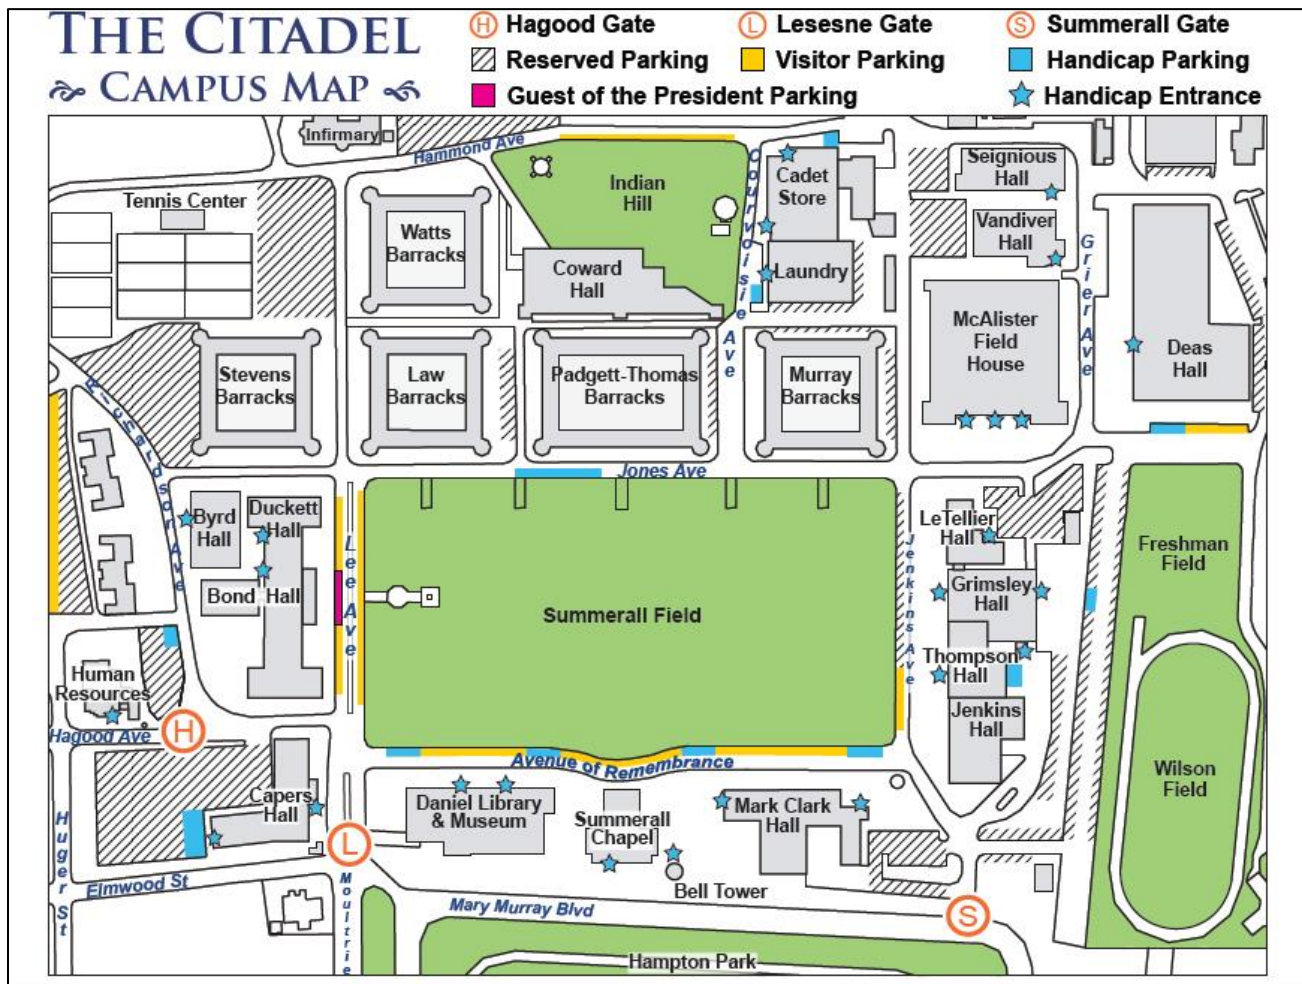 THE CITADEL
CAMPUS MAP
H Hagood Gate
L Lesesne Gate
S Summerall Gate
Reserved Parking
Visitor Parking
Handicap Parking
Guest of the President Parking
Handicap Entrance
Infirmary
Hammond Ave
Tennis Center
Watts
Barracks
Indian
Hill
Coward
Hall
Courvoisie Ave
Cadet
Store
Laundry
Seignious
Hall
Vandiver
Hall
Grier Ave
McAlister
Field
House
Deas
Hall
Stevens
Barracks
Law
Barracks
Padgett-Thomas
Barracks
Murray
Barracks
Richardson Ave
Jones Ave
Byrd
Hall
Duckett
Hall
Bond Hall
Lee Ave
Summerall Field
Jenkins Ave
LeTellier
Hall
Grimsley
Hall
Thompson
Hall
Jenkins
Hall
Freshman
Field
Wilson
Field
Human
Resources
Hagood Ave
H
Capers
Hall
Avenue of Remembrance
Daniel Library
& Museum
Summerall
Chapel
Mark Clark
Hall
Bell Tower
L
S
Huger St
Elmwood St
Moultrie
Mary Murray Blvd
Hampton Park